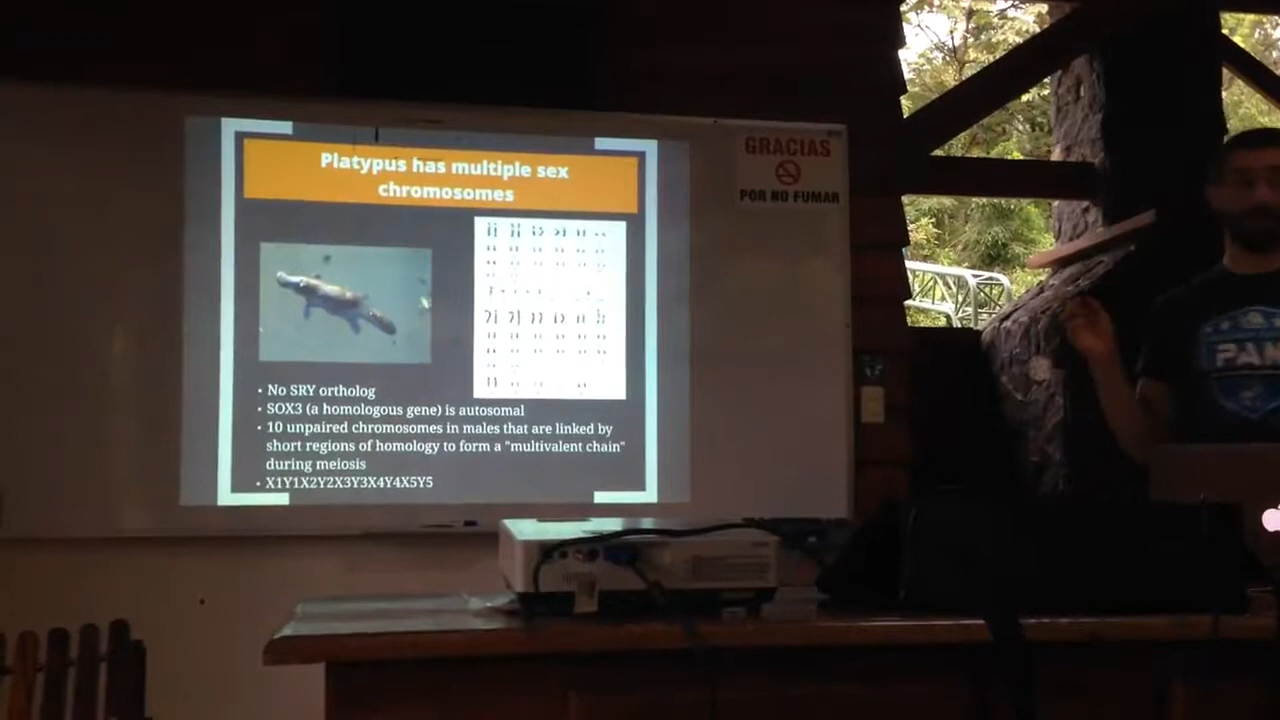 Platypus has multiple sex
chromosomes
• No SRY ortholog
• SOX3 (a homologous gene) is autosomal
• 10 unpaired chromosomes in males that are linked by
short regions of homology to form a "multivalent chain"
during meiosis
• X1Y1X2Y2X3Y3X4Y4X5Y5
GRACIAS
POR NO FUMAR